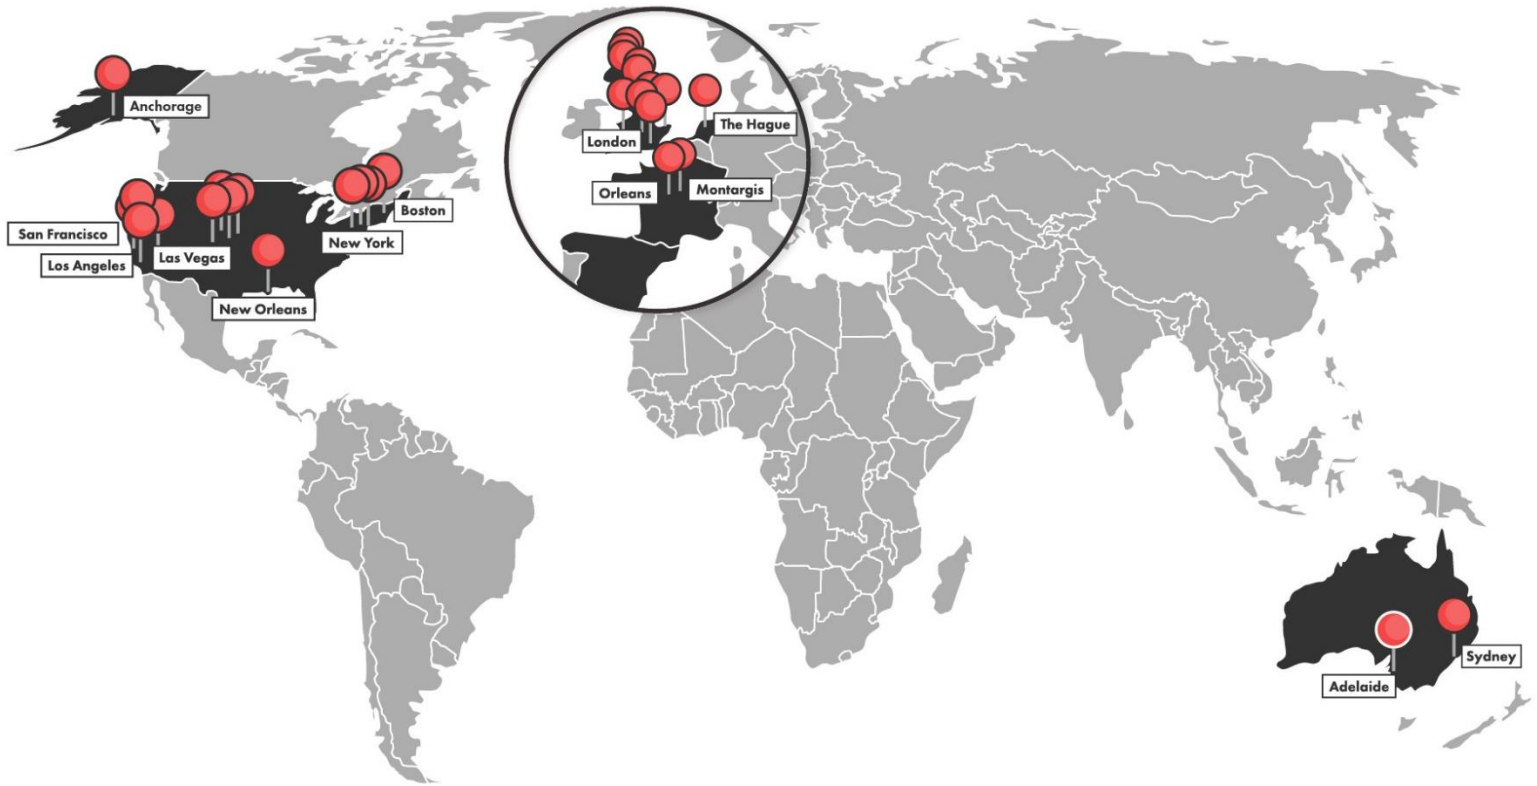 Anchorage
San Francisco
Los Angeles
Las Vegas
New Orleans
New York
Boston
London
The Hague
Orleans
Montargis
Adelaide
Sydney